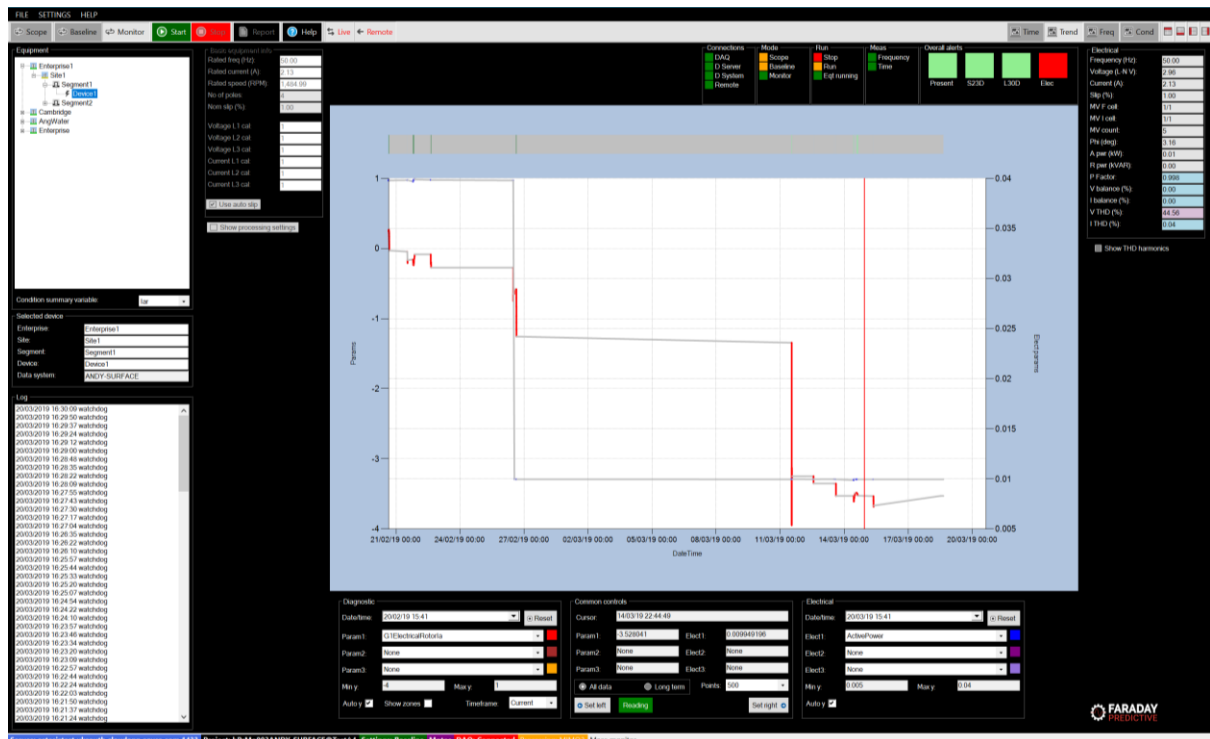 FILE SETTINGS HELP
Scope Baseline Monitor Start Stop Report Help Live Remote Time Trend Freq Cond
Equipment
Enterprise1
Site1
Segment1
Device1
Segment2
Cambridge
AngWater
Enterprise
Condition summary variable: Iar
Selected device
Enterprise: Enterprise1
Site: Site1
Segment: Segment1
Device: Device1
Data system: ANDY-SURFACE
Log
20/03/2019 16:30:09 watchdog
20/03/2019 16:29:50 watchdog
20/03/2019 16:29:37 watchdog
20/03/2019 16:29:24 watchdog
20/03/2019 16:29:12 watchdog
20/03/2019 16:29:00 watchdog
20/03/2019 16:28:48 watchdog
20/03/2019 16:28:35 watchdog
20/03/2019 16:28:22 watchdog
20/03/2019 16:28:09 watchdog
20/03/2019 16:27:55 watchdog
20/03/2019 16:27:43 watchdog
20/03/2019 16:27:30 watchdog
20/03/2019 16:27:17 watchdog
20/03/2019 16:27:04 watchdog
20/03/2019 16:26:35 watchdog
20/03/2019 16:26:22 watchdog
20/03/2019 16:26:10 watchdog
20/03/2019 16:25:57 watchdog
20/03/2019 16:25:44 watchdog
20/03/2019 16:25:33 watchdog
20/03/2019 16:25:20 watchdog
20/03/2019 16:25:07 watchdog
20/03/2019 16:24:54 watchdog
20/03/2019 16:24:22 watchdog
20/03/2019 16:24:10 watchdog
20/03/2019 16:23:57 watchdog
20/03/2019 16:23:46 watchdog
20/03/2019 16:23:34 watchdog
20/03/2019 16:23:20 watchdog
20/03/2019 16:23:09 watchdog
20/03/2019 16:22:57 watchdog
20/03/2019 16:22:44 watchdog
20/03/2019 16:22:24 watchdog
20/03/2019 16:22:03 watchdog
20/03/2019 16:21:50 watchdog
20/03/2019 16:21:37 watchdog
20/03/2019 16:21:24 watchdog
Basic equipment info
Rated freq (Hz) 50.00
Rated current (A) 2.13
Rated speed (RPM) 1,484.99
No of poles 4
Nom slip (%) 1.00
Voltage L1 cal 1
Voltage L2 cal 1
Voltage L3 cal 1
Current L1 cal 1
Current L2 cal 1
Current L3 cal 1
Use auto slip
Show processing settings
Connections Mode Run Meas Overall alerts
DAQ Scope Stop Frequency
D Server Baseline Run Time
D System Monitor Eqt running
Remote
Present S23D L30D Elec
1 0.04
0.035
0
0.03
-1
0.025
Params Elect params
-2 0.02
0.015
-3
0.01
-4 0.005
21/02/19 00:00 24/02/19 00:00 27/02/19 00:00 02/03/19 00:00 05/03/19 00:00 08/03/19 00:00 11/03/19 00:00 14/03/19 00:00 17/03/19 00:00 20/03/19 00:00
DateTime
Diagnostic
Date/time: 20/02/19 15:41 Reset
Param1: G1ElectricalRotoria
Param2: None
Param3: None
Min y -4 Max y: 1
Auto y Show zones Timeframe: Current
Common controls
Cursor: 14/03/19 22:44:49
Param1 -3.528041 Elect1: 0.009949196
Param2 None Elect2: None
Param3: None Elect3: None
All data Long term Points: 500
Set left Reading Set right
Electrical
Date/time: 20/03/19 15:41 Reset
Elect1: ActivePower
Elect2: None
Elect3: None
Min y 0.005 Max y: 0.04
Auto y
Electrical
Frequency (Hz): 50.00
Voltage (L-N V): 2.96
Current (A): 2.13
Slip (%): 1.00
MV F cell 1/1
MV I cell: 1/1
MV count: 5
Phi (deg): 3.16
A pwr (kW): 0.01
R pwr (kVAR): 0.00
P Factor: 0.998
V balance (%): 0.00
I balance (%): 0.00
V THD (%): 44.56
I THD (%): 0.04
Show THD harmonics
FARADAY
PREDICTIVE